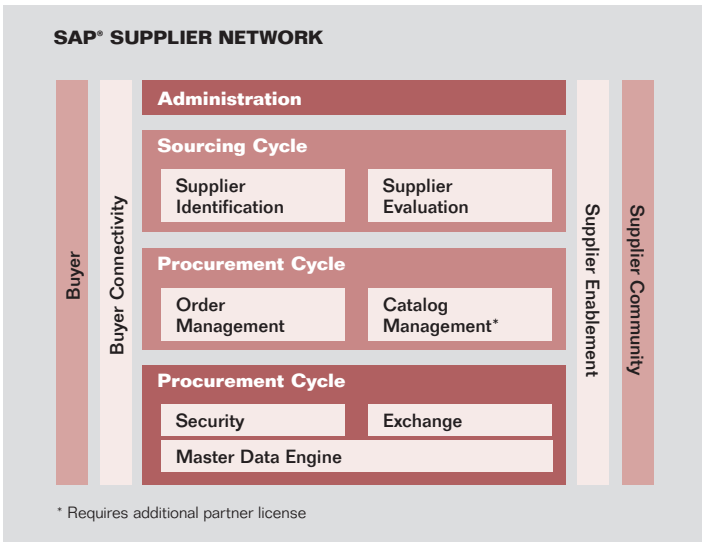 SAP® SUPPLIER NETWORK
Buyer
Buyer Connectivity
Administration
Sourcing Cycle
Supplier
Identification
Supplier
Evaluation
Procurement Cycle
Order
Management
Catalog
Management*
Procurement Cycle
Security
Exchange
Master Data Engine
Supplier Enablement
Supplier Community
* Requires additional partner license